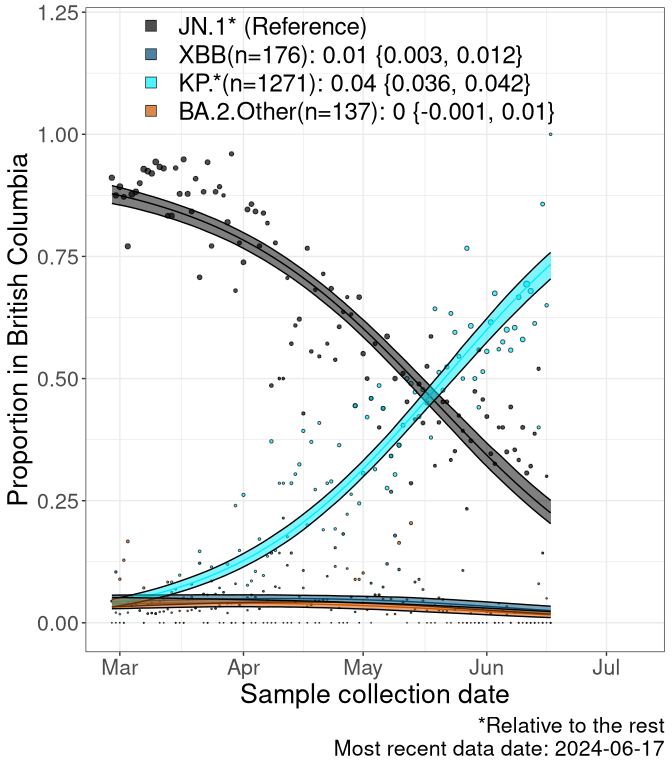 JN.1* (Reference)
XBB(n=176): 0.01 {0.003, 0.012}
KP.*(n=1271): 0.04 {0.036, 0.042}
BA.2.Other(n=137): 0 {-0.001, 0.01}
Proportion in British Columbia
1.25
1.00
0.75
0.50
0.25
0.00
Mar Apr May Jun Jul
Sample collection date
*Relative to the rest
Most recent data date: 2024-06-17